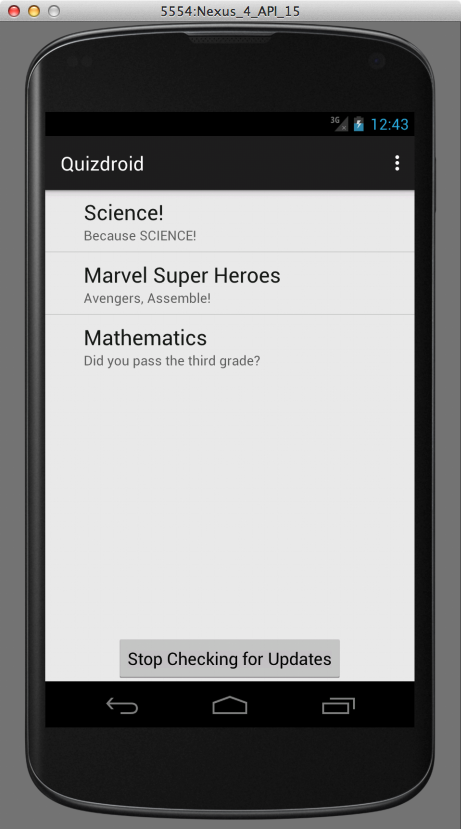 5554:Nexus_4_API_15
3G 12:43
Quizdroid
Science!
Because SCIENCE!
Marvel Super Heroes
Avengers, Assemble!
Mathematics
Did you pass the third grade?
Stop Checking for Updates